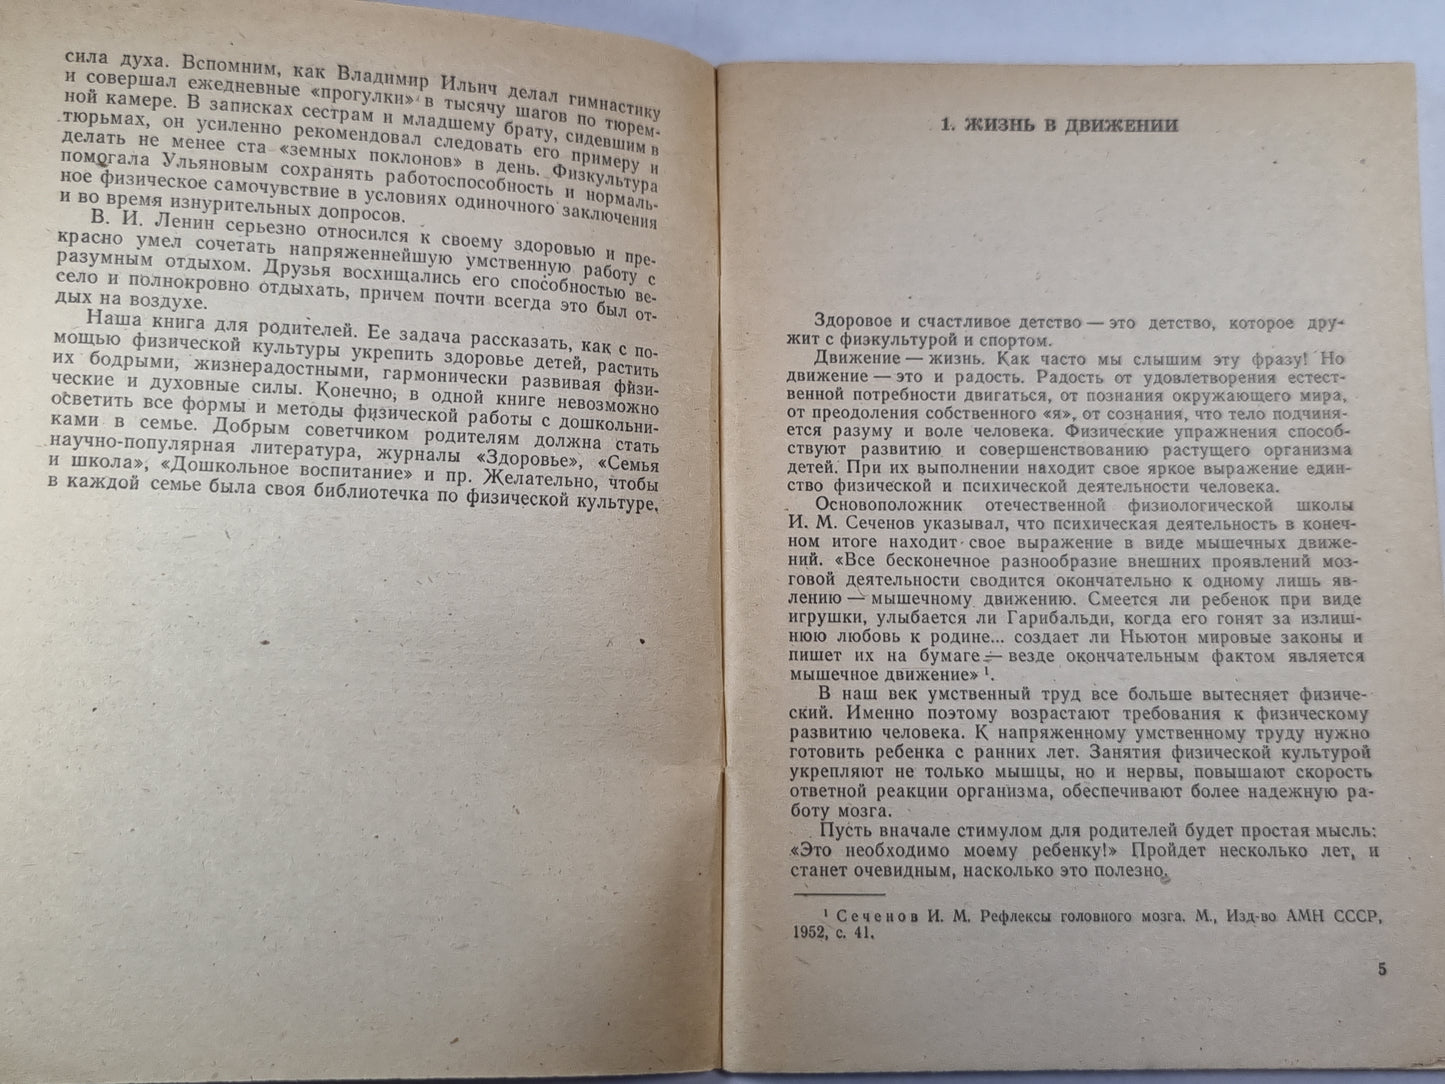 сила духа. Вспомним, как Владимир Ильич делал гимнастику
и совершал ежедневные «прогулки» в тысячу шагов по тюрем-
ной камере. В записках сестрам и младшему брату, сидевшим в
тюрьмах, он усиленно рекомендовал следовать его примеру и
делать не менее ста «земных поклонов» в день. Физкультура
помогала Ульяновым сохранять работоспособность и нормаль-
ное физическое самочувствие в условиях одиночного заключения
и во время изнурительных допросов.
В. И. Ленин серьезно относился к своему здоровью и пре-
красно умел сочетать напряженнейшую умственную работу с
разумным отдыхом. Друзья восхищались его способностью ве-
село и полнокровно отдыхать, причем почти всегда это был от-
дых на воздухе.
Наша книга для родителей. Ее задача рассказать, как с по-
мощью физической культуры укрепить здоровье детей, растить
их бодрыми, жизнерадостными, гармонически развивая физи-
ческие и духовные силы. Конечно, в одной книге невозможно
осветить все формы и методы физической работы с дошкольни-
ками в семье. Добрым советчиком родителям должна стать
научно-популярная литература, журналы «Здоровье», «Семья
и школа», «Дошкольное воспитание» и пр. Желательно, чтобы
в каждой семье была своя библиотечка по физической культуре.
1. ЖИЗНЬ В ДВИЖЕНИИ
Здоровое и счастливое детство — это детство, которое дру-
жит с физкультурой и спортом.
Движение — жизнь. Как часто мы слышим эту фразу! Но
движение — это и радость. Радость от удовлетворения естест-
венной потребности двигаться, от познания окружающего мира,
от преодоления собственного «я», от сознания, что тело подчиня-
ется разуму и воле человека. Физические упражнения способ-
ствуют развитию и совершенствованию растущего организма
детей. При их выполнении находит свое яркое выражение един-
ство физической и психической деятельности человека.
Основоположник отечественной физиологической школы
И. М. Сеченов указывал, что психическая деятельность в конеч-
ном итоге находит свое выражение в виде мышечных движе-
ний. «Все бесконечное разнообразие внешних проявлений моз-
говой деятельности сводится окончательно к одному лишь яв-
лению — мышечному движению. Смеется ли ребенок при виде
игрушки, улыбается ли Гарибальди, когда его гонят за излиш-
нюю любовь к родине... создает ли Ньютон мировые законы и
пишет их на бумаге — везде окончательным фактом является
мышечное движение» ¹.
В наш век умственный труд все больше вытесняет физиче-
ский. Именно поэтому возрастают требования к физическому
развитию человека. К напряженному умственному труду нужно
готовить ребенка с ранних лет. Занятия физической культурой
укрепляют не только мышцы, но и нервы, повышают скорость
ответной реакции организма, обеспечивают более надежную ра-
боту мозга.
Пусть вначале стимулом для родителей будет простая мысль:
«Это необходимо моему ребенку!» Пройдет несколько лет, и
станет очевидным, насколько это полезно.
¹ Сеченов И. М. Рефлексы головного мозга. М., Изд-во АМН СССР,
1952, с. 41.
5